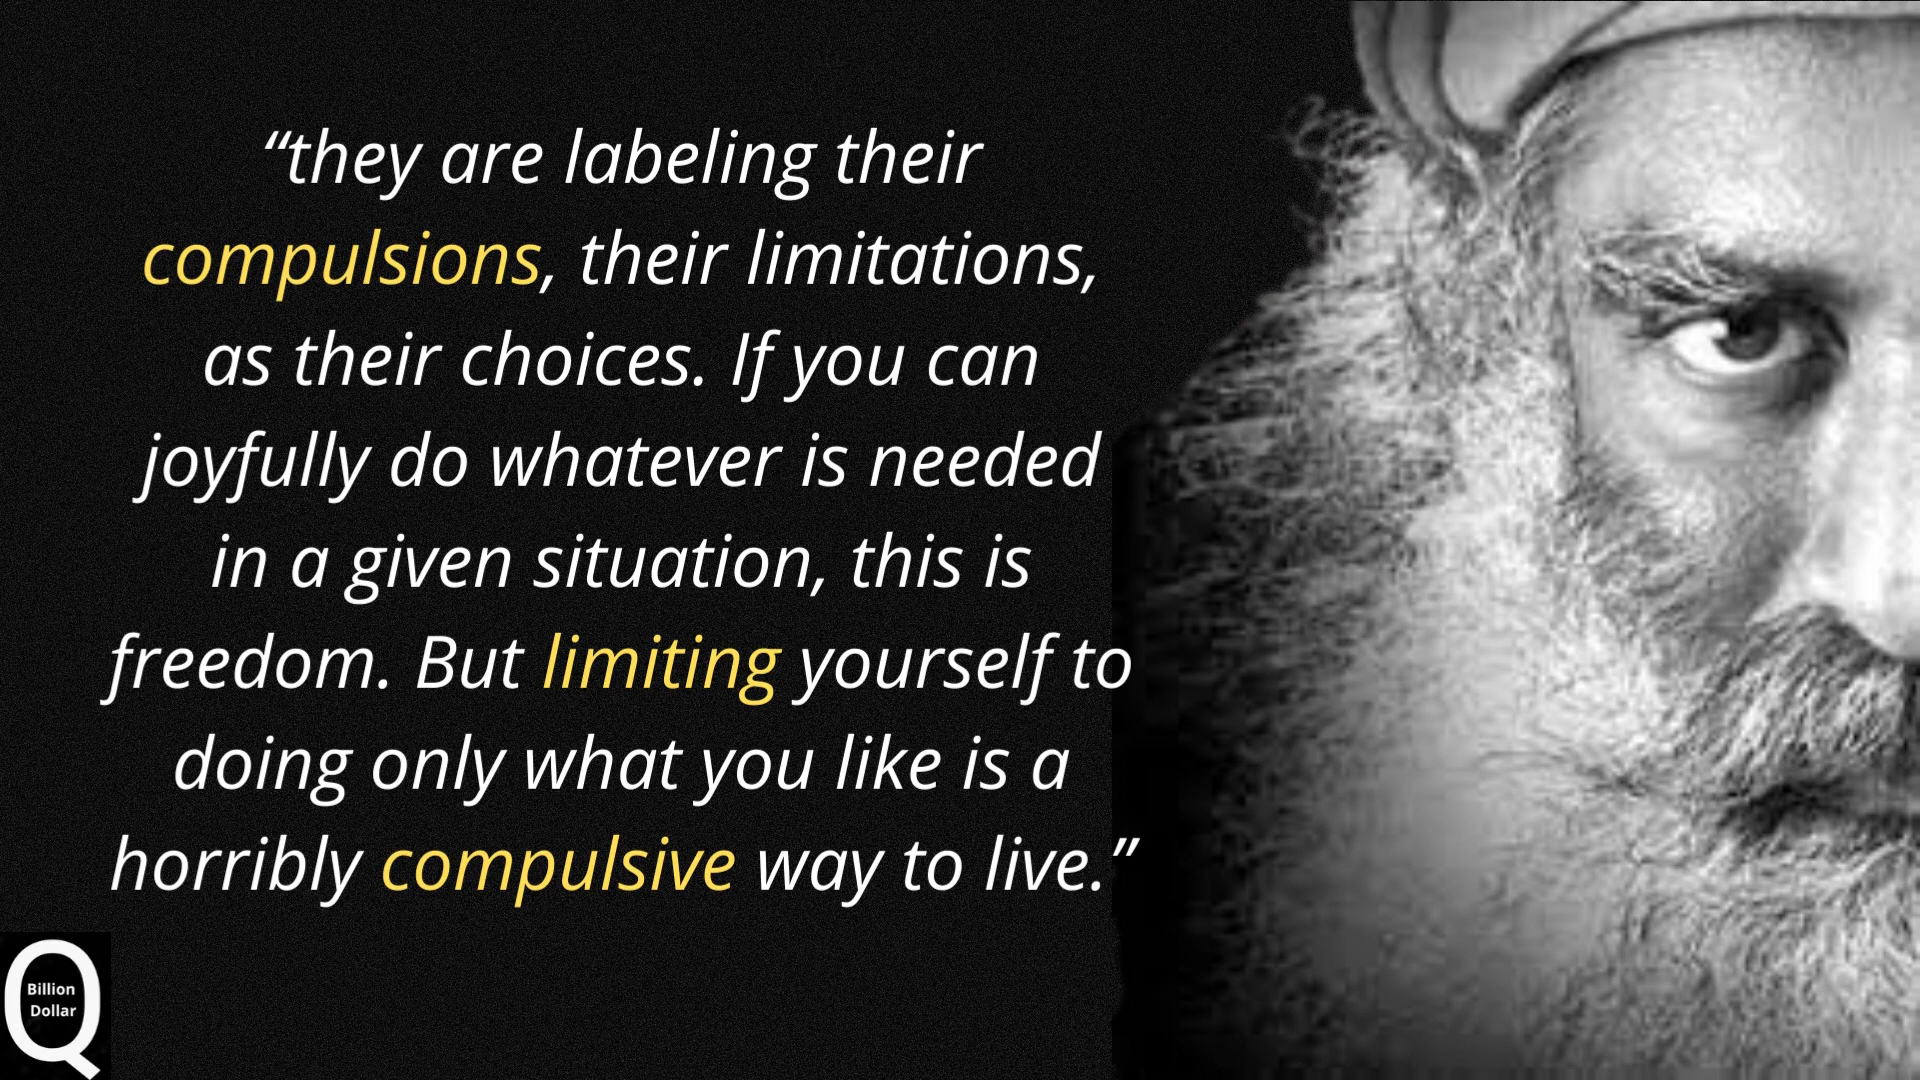 “they are labeling their
compulsions, their limitations,
as their choices. If you can
joyfully do whatever is needed
in a given situation, this is
freedom. But limiting yourself to
doing only what you like is a
horribly compulsive way to live.”
Q
Billion
Dollar